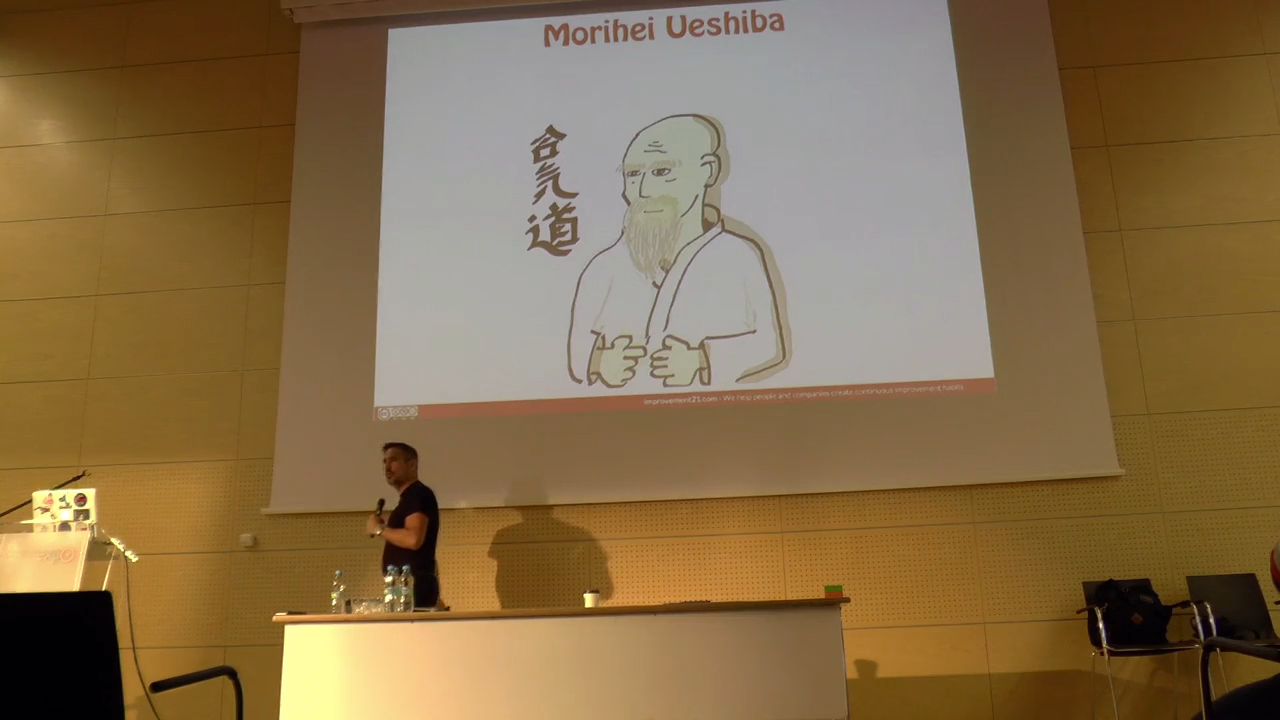 Morihei Ueshiba
合
気
道
improvement21.com - We help people and companies create continuous improvement habits